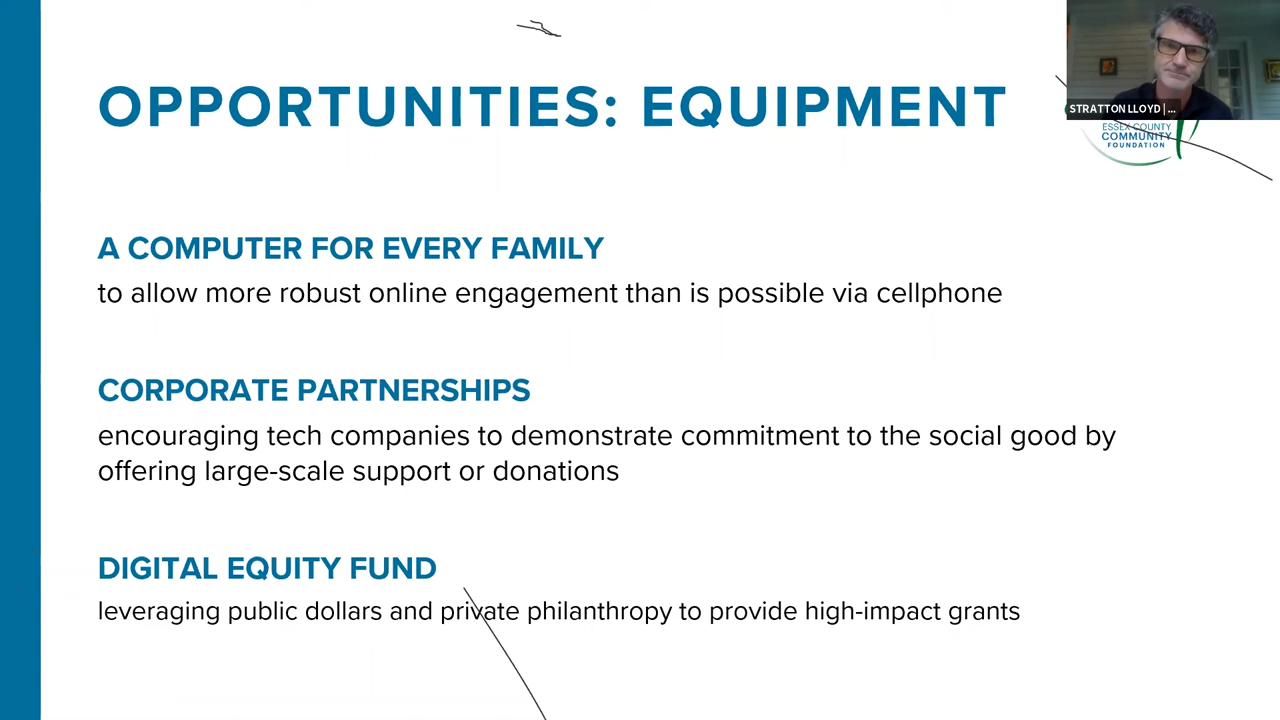 OPPORTUNITIES: EQUIPMENT
STRATTON LLOYD | ...
ESSEX COUNTY
COMMUNITY
FOUNDATION
A COMPUTER FOR EVERY FAMILY
to allow more robust online engagement than is possible via cellphone
CORPORATE PARTNERSHIPS
encouraging tech companies to demonstrate commitment to the social good by
offering large-scale support or donations
DIGITAL EQUITY FUND
leveraging public dollars and private philanthropy to provide high-impact grants